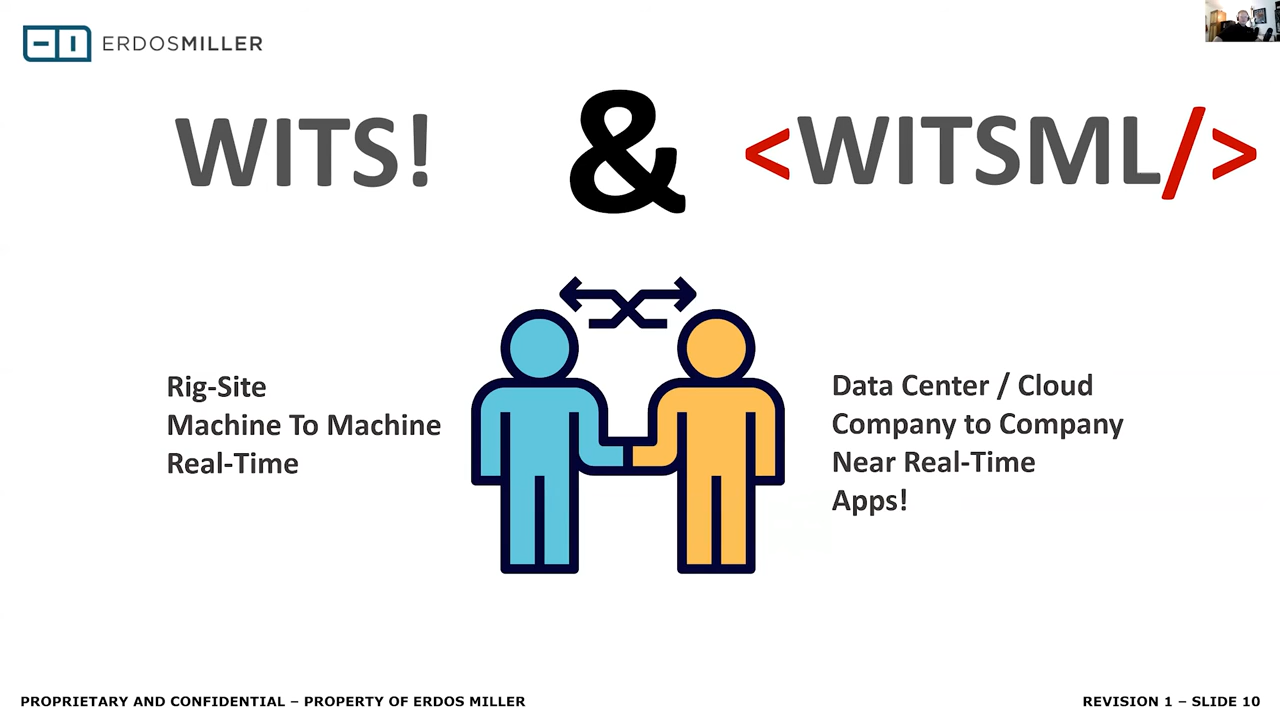 ERDOSMILLER
WITS! & <WITSML/>
Rig-Site
Machine To Machine
Real-Time
Data Center / Cloud
Company to Company
Near Real-Time
Apps!
PROPRIETARY AND CONFIDENTIAL – PROPERTY OF ERDOS MILLER
REVISION 1 – SLIDE 10